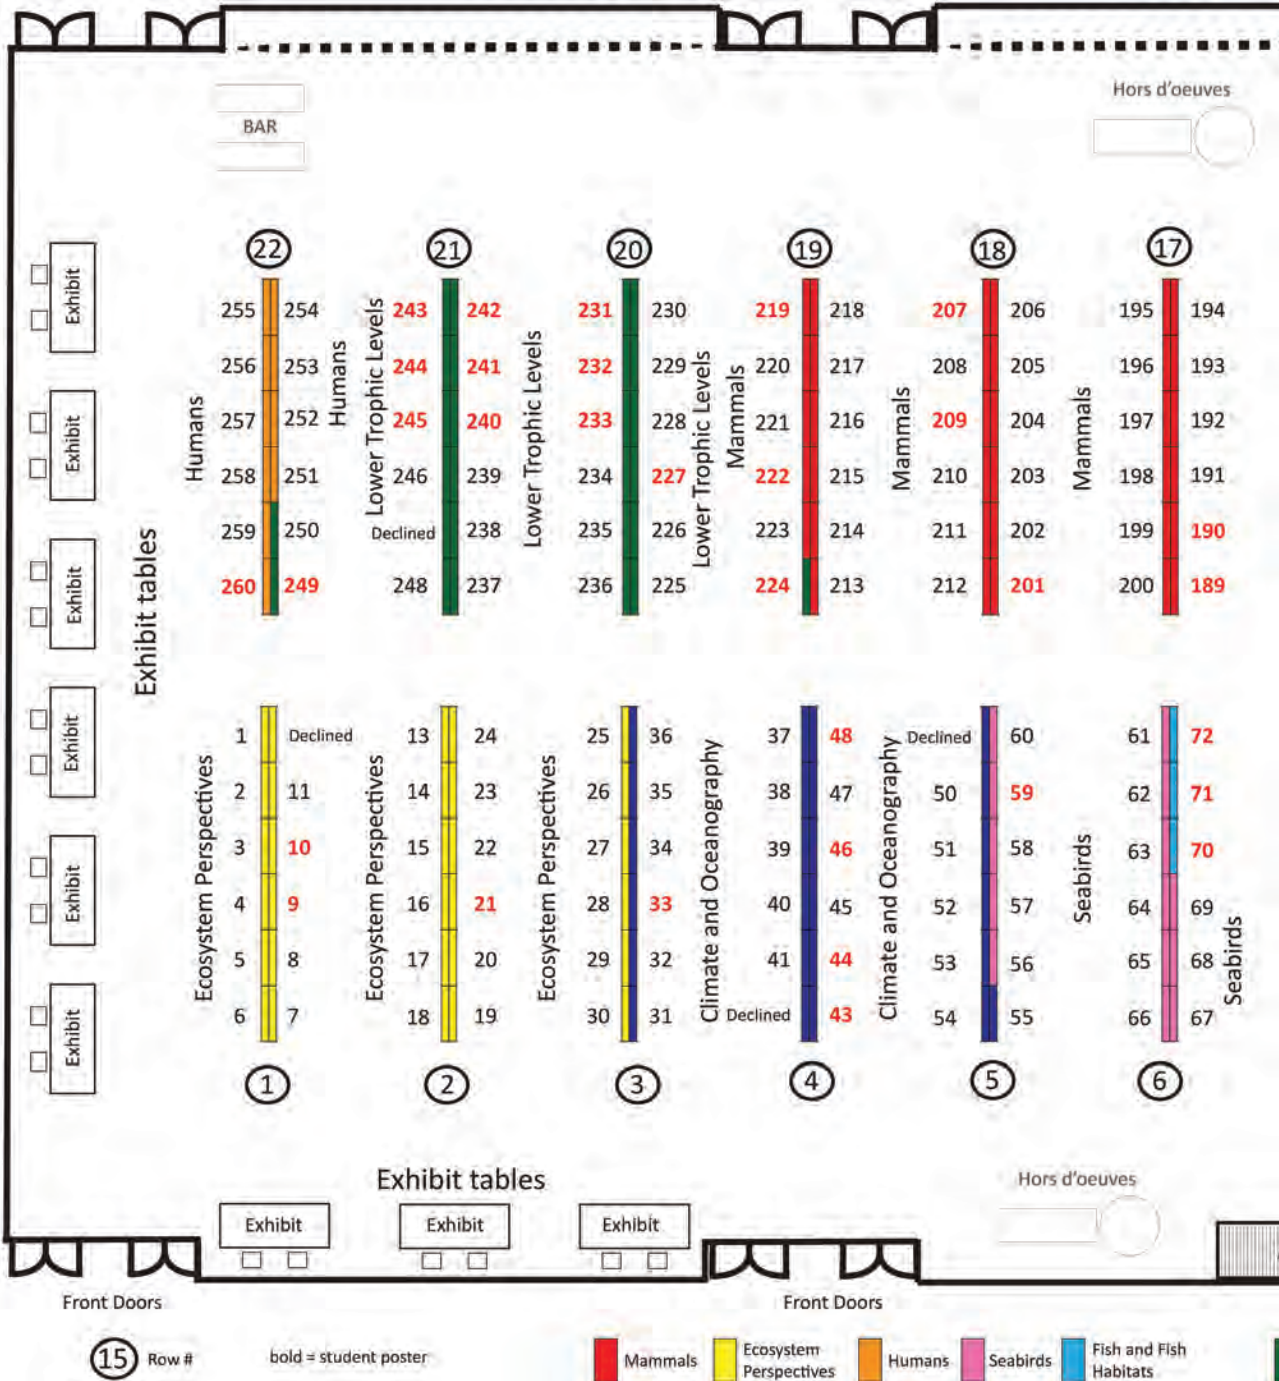 Hors d'oeuves
BAR
22
21
20
19
18
17
Exhibit
Exhibit
Exhibit
Exhibit
Exhibit
Exhibit
Exhibit tables
Humans
255 254
256 253
257 252
258 251
259 250
260 249
Humans
Lower Trophic Levels
243 242
244 241
245 240
246 239
Declined 238
248 237
Lower Trophic Levels
231 230
232 229
233 228
234 227
235 226
236 225
Lower Trophic Levels
Mammals
219 218
220 217
221 216
222 215
223 214
224 213
Mammals
207 206
208 205
209 204
210 203
211 202
212 201
Mammals
195 194
196 193
197 192
198 191
199 190
200 189
Ecosystem Perspectives
1 Declined
2 11
3 10
4 9
5 8
6 7
Ecosystem Perspectives
13 24
14 23
15 22
16 21
17 20
18 19
Ecosystem Perspectives
25 36
26 35
27 34
28 33
29 32
30 31
Climate and Oceanography
37 48
38 47
39 46
40 45
41 44
Declined 43
Climate and Oceanography
Declined 60
50 59
51 58
52 57
53 56
54 55
Seabirds
61 72
62 71
63 70
64 69
65 68
66 67
Seabirds
1
2
3
4
5
6
Exhibit tables
Hors d'oeuves
Exhibit
Exhibit
Exhibit
Front Doors
Front Doors
15 Row #
bold = student poster
Mammals
Ecosystem
Perspectives
Humans
Seabirds
Fish and Fish
Habitats